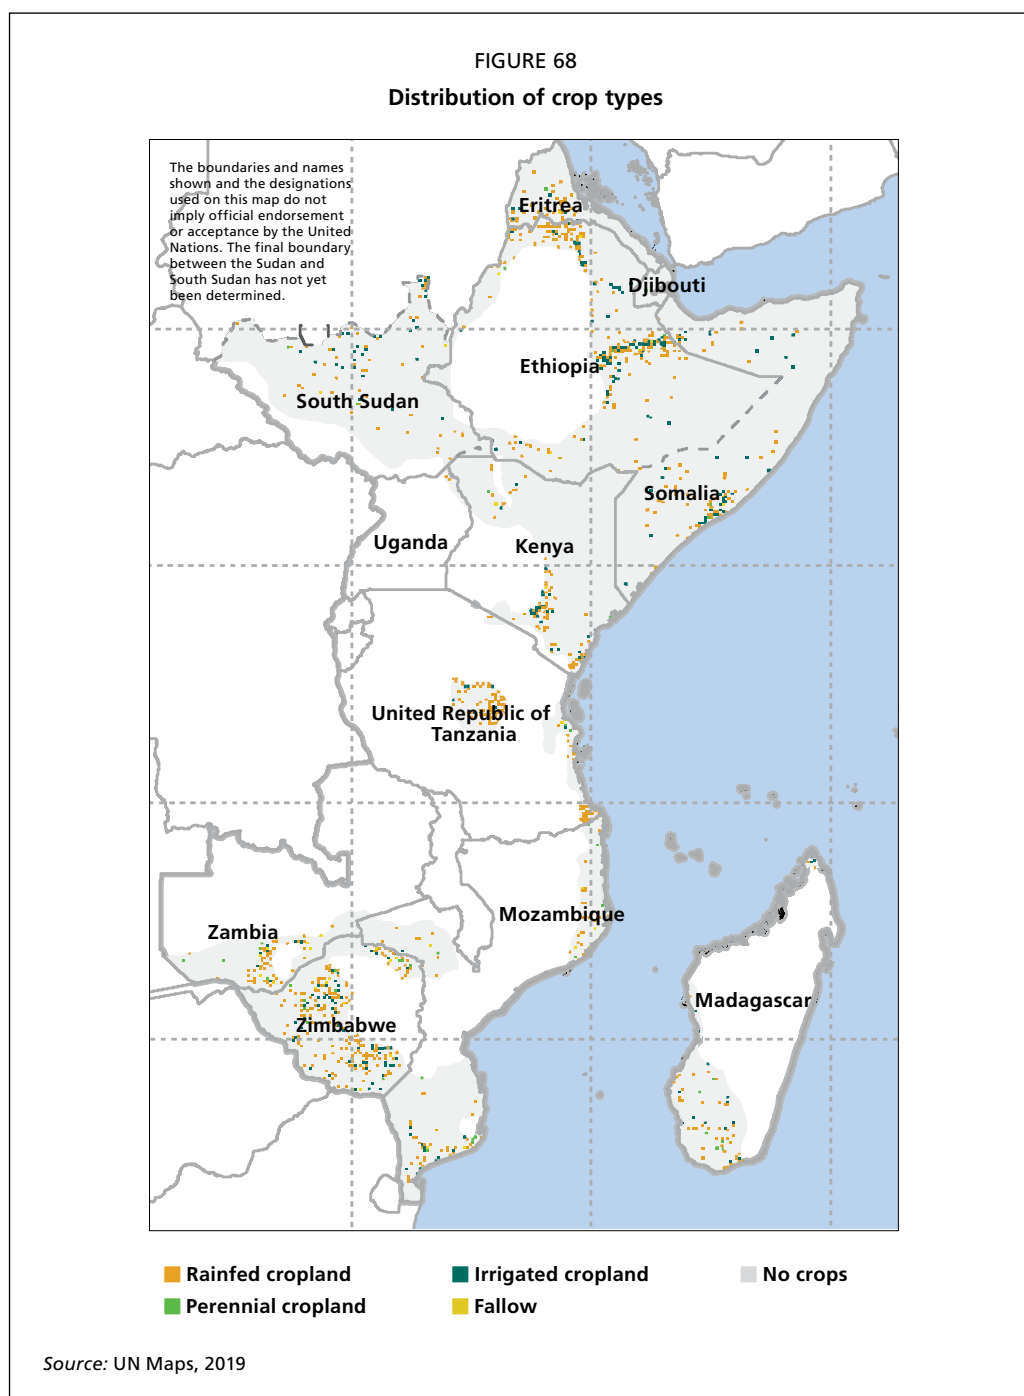 FIGURE 68
Distribution of crop types
The boundaries and names
shown and the designations
used on this map do not
imply official endorsement
or acceptance by the United
Nations. The final boundary
between the Sudan and
South Sudan has not yet
been determined.
Eritrea
Djibouti
Ethiopia
South Sudan
Somalia
Uganda
Kenya
United Republic of
Tanzania
Mozambique
Zambia
Madagascar
Zimbabwe
Rainfed cropland
Irrigated cropland
No crops
Perennial cropland
Fallow
Source: UN Maps, 2019